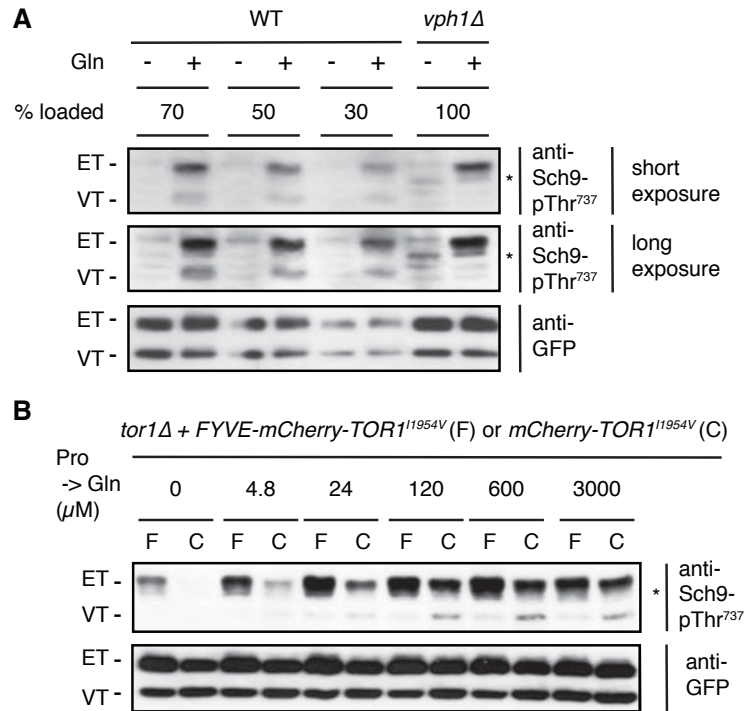 A
WT vph1Δ
Gln - + - + - + - +
% loaded 70 50 30 100
ET - anti-
* Sch9- short
VT - pThr737 exposure
ET - anti-
* Sch9- long
VT - pThr737 exposure
ET - anti-
VT - GFP
B
tor1Δ + FYVE-mCherry-TOR1I1954V (F) or mCherry-TOR1I1954V (C)
Pro
-> Gln 0 4.8 24 120 600 3000
(µM)
F C F C F C F C F C F C
ET - anti-
* Sch9-
VT - pThr737
ET - anti-
VT - GFP